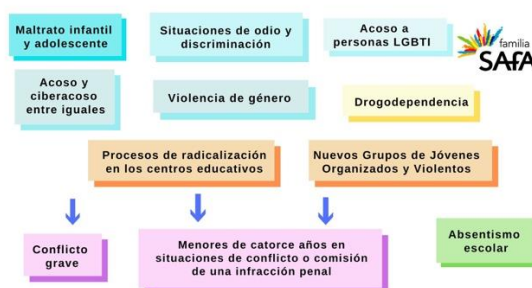 Maltrato infantil
y adolescente
Situaciones de odio y
discriminación
Acoso a
personas LGBTI
familia
SAFA
Acoso y
ciberacoso
entre iguales
Violencia de género
Drogodependencia
Procesos de radicalización
en los centros educativos
Nuevos Grupos de Jóvenes
Organizados y Violentos
Conflicto
grave
Menores de catorce años en
situaciones de conflicto o comisión
de una infracción penal
Absentismo
escolar